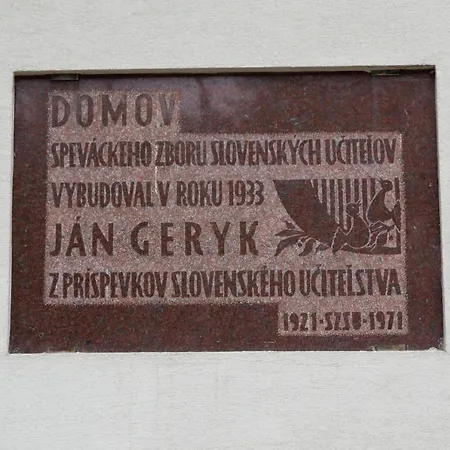 DOMOV
SPEVÁCKEHO ZBORU SLOVENSKÝCH UČITEĽOV
VYBUDOVAL V ROKU 1933
JÁN GERYK
Z PRÍSPEVKOV SLOVENSKÉHO UČITEĽSTVA
1921·SZSU·1971